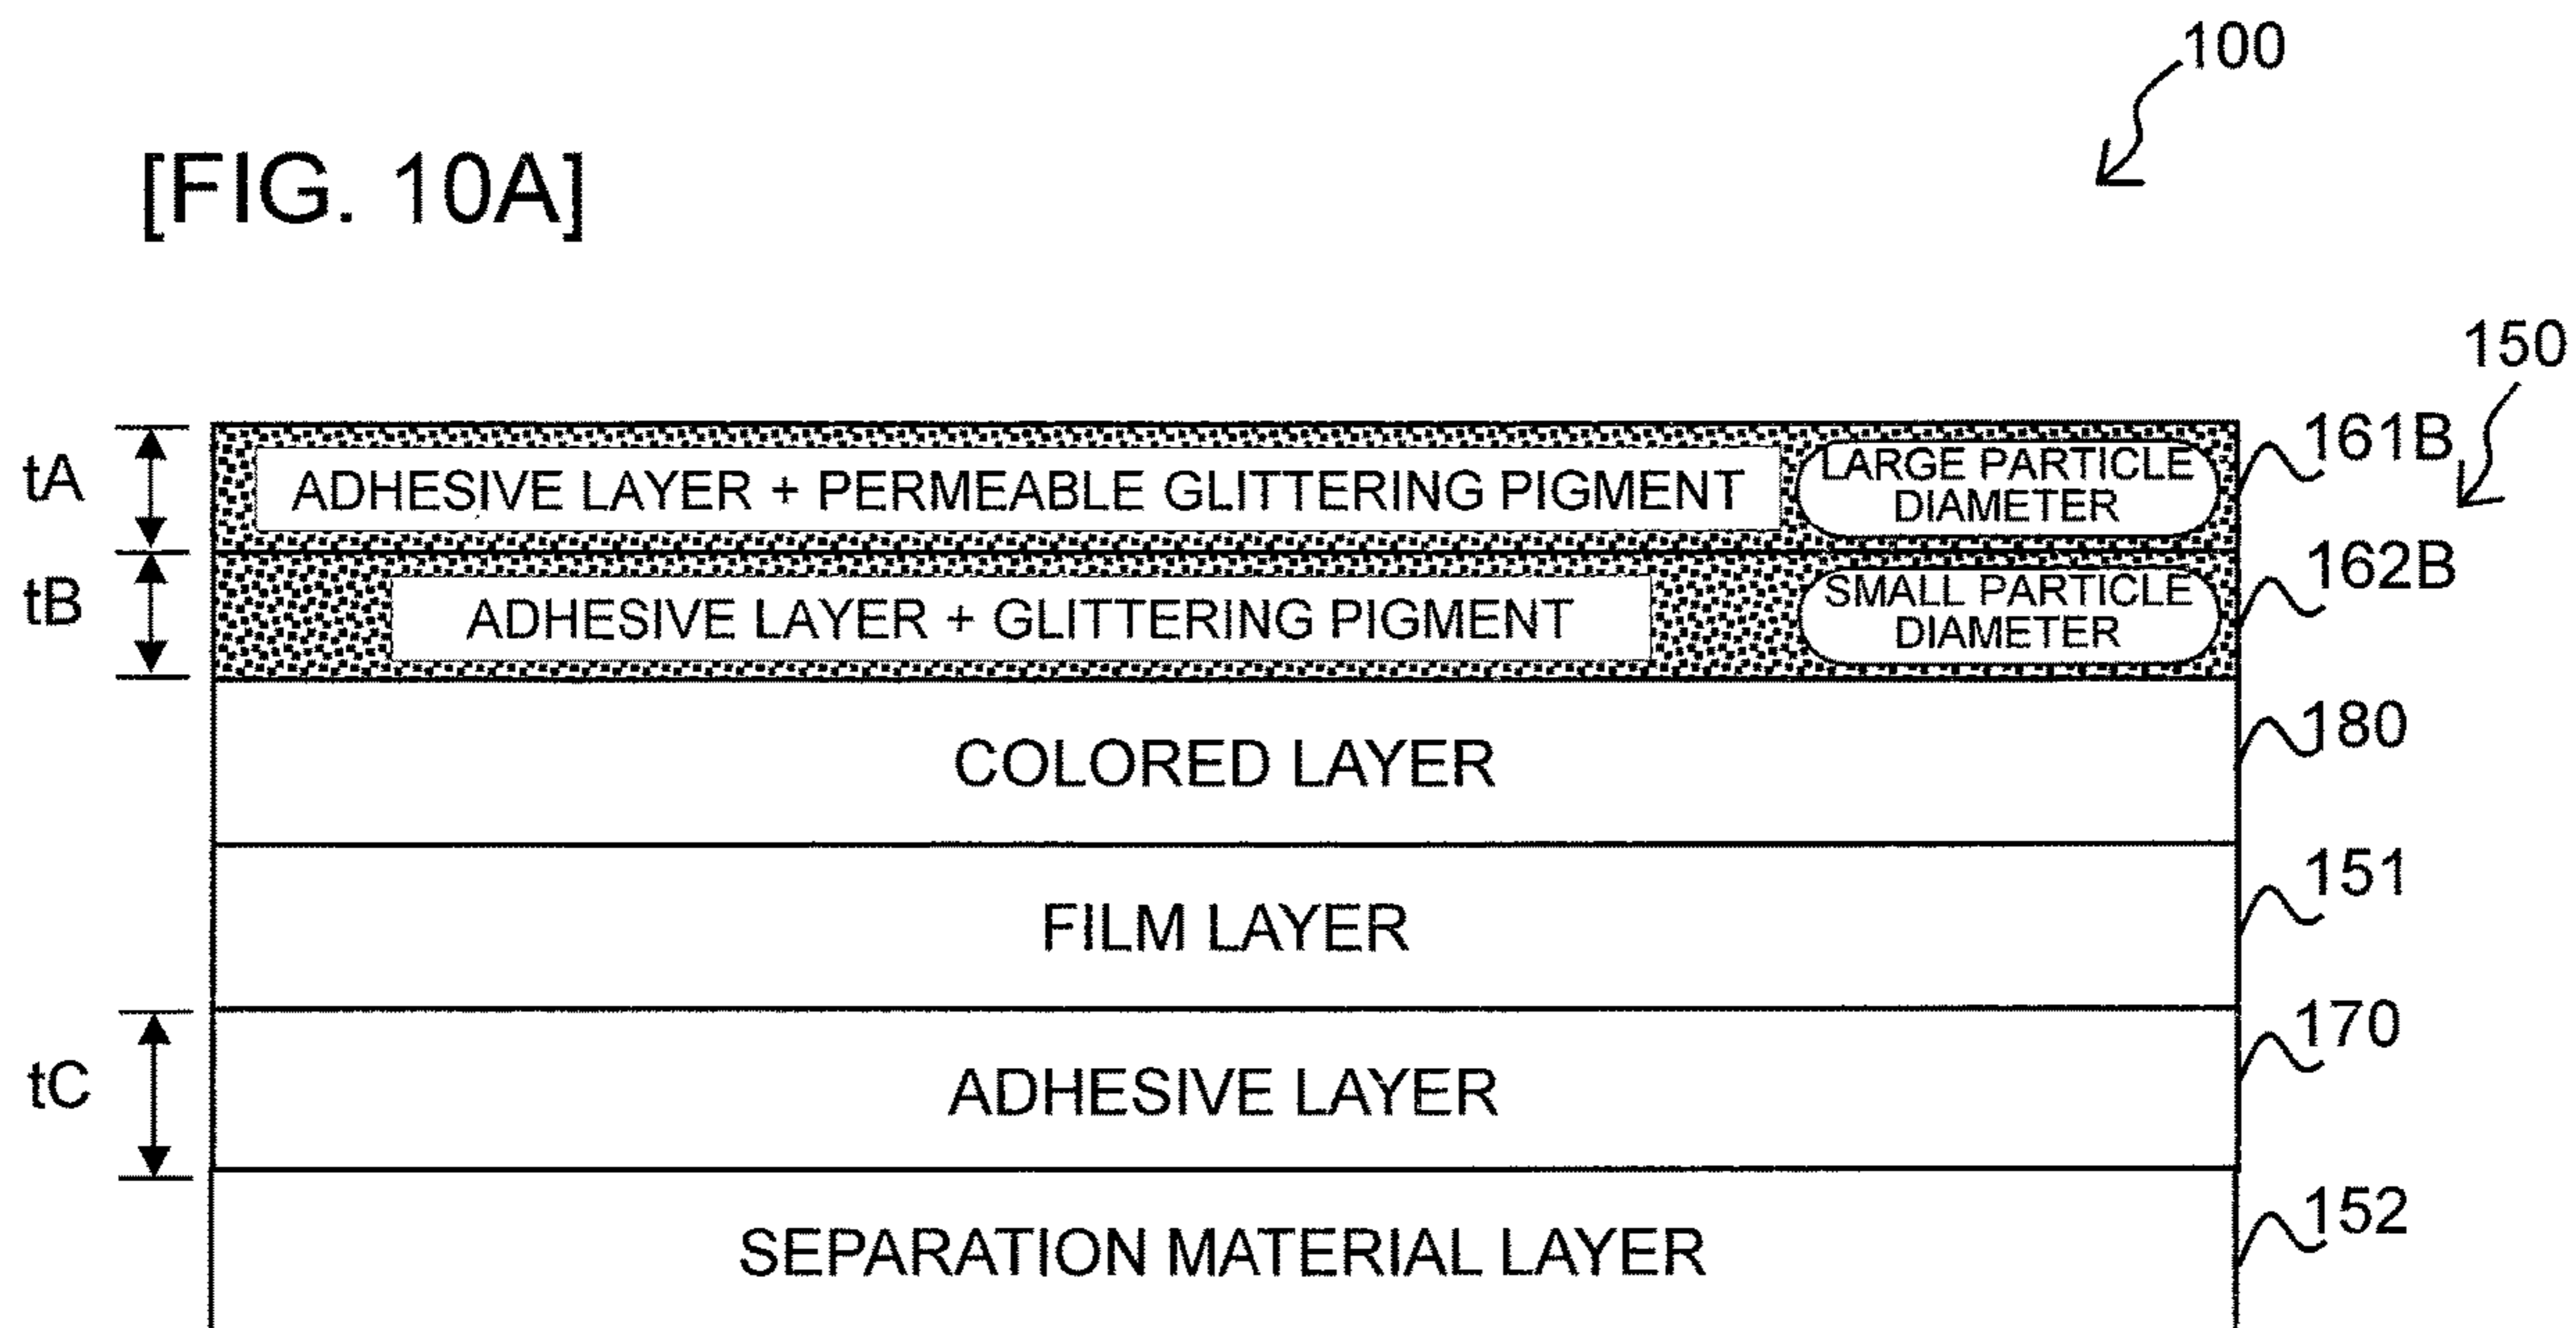 100
[FIG. 10A]
150
tA
ADHESIVE LAYER + PERMEABLE GLITTERING PIGMENT
LARGE PARTICLE
DIAMETER
161B
tB
ADHESIVE LAYER + GLITTERING PIGMENT
SMALL PARTICLE
DIAMETER
162B
COLORED LAYER
180
FILM LAYER
151
tC
ADHESIVE LAYER
170
SEPARATION MATERIAL LAYER
152